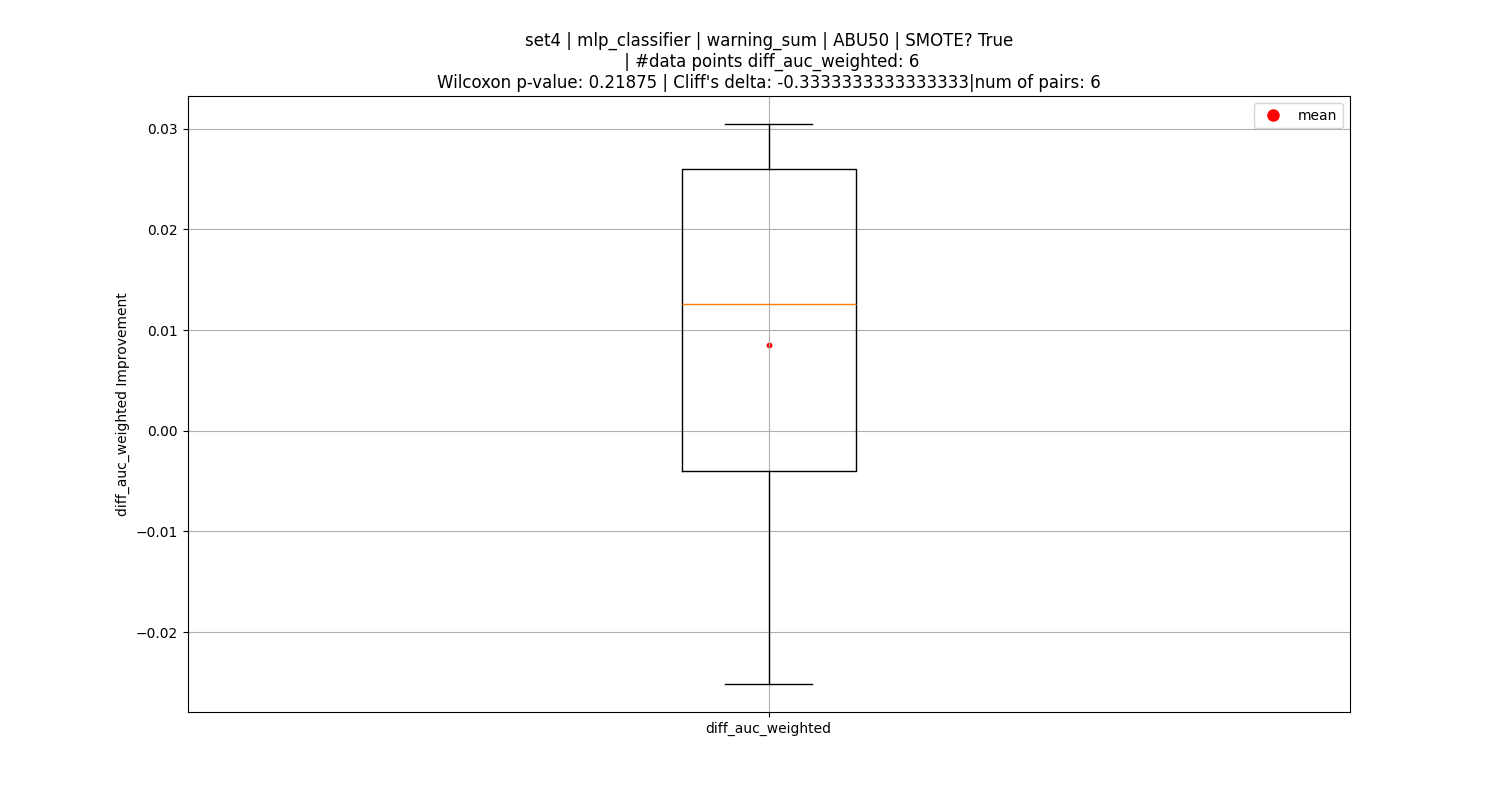 set4 | mlp_classifier | warning_sum | ABU50 | SMOTE? True
| #data points diff_auc_weighted: 6
Wilcoxon p-value: 0.21875 | Cliff's delta: -0.3333333333333333|num of pairs: 6
mean
0.03
0.02
0.01
0.00
−0.01
−0.02
diff_auc_weighted Improvement
diff_auc_weighted